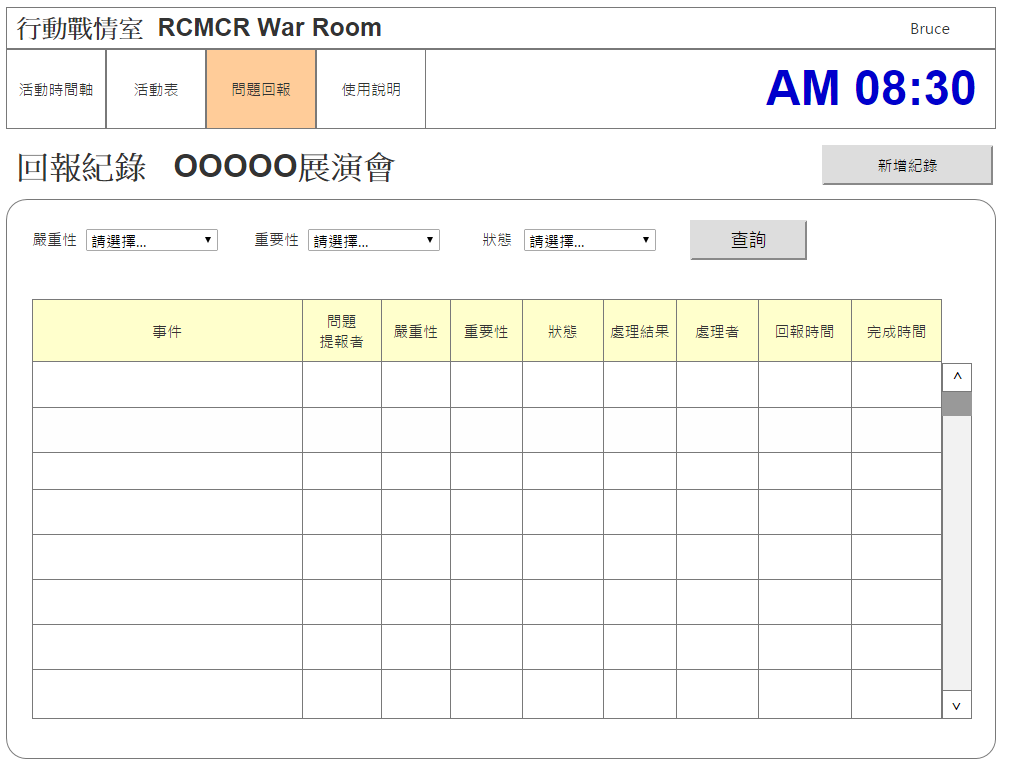 行動戰情室 RCMCR War Room Bruce
活動時間軸 活動表 問題回報 使用說明 AM 08:30
回報紀錄 OOOOO展演會 新增紀錄
嚴重性 請選擇... 重要性 請選擇... 狀態 請選擇... 查詢
事件 問題 提報者 嚴重性 重要性 狀態 處理結果 處理者 回報時間 完成時間